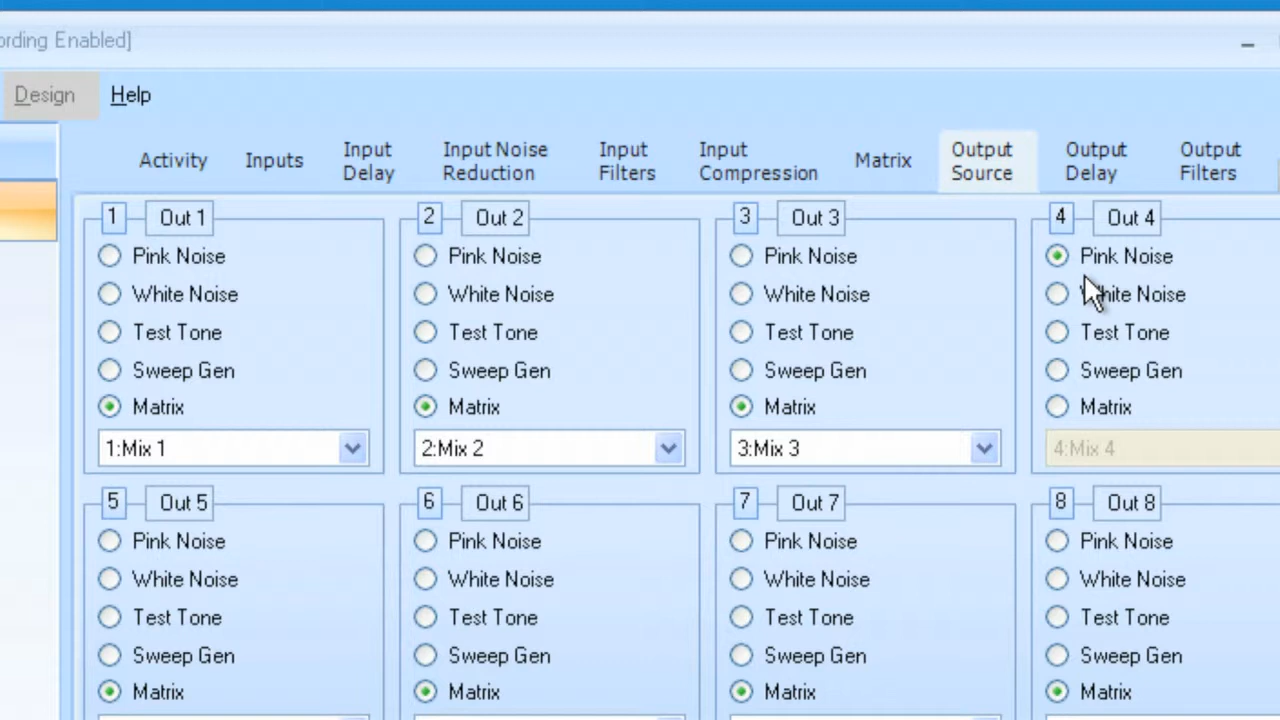 ording Enabled]
Design Help
Activity Inputs Input Delay Input Noise Reduction Input Filters Input Compression Matrix Output Source Output Delay Output Filters
1 Out 1 2 Out 2 3 Out 3 4 Out 4
Pink Noise Pink Noise Pink Noise Pink Noise
White Noise White Noise White Noise White Noise
Test Tone Test Tone Test Tone Test Tone
Sweep Gen Sweep Gen Sweep Gen Sweep Gen
Matrix Matrix Matrix Matrix
1:Mix 1 2:Mix 2 3:Mix 3 4:Mix 4
5 Out 5 6 Out 6 7 Out 7 8 Out 8
Pink Noise Pink Noise Pink Noise Pink Noise
White Noise White Noise White Noise White Noise
Test Tone Test Tone Test Tone Test Tone
Sweep Gen Sweep Gen Sweep Gen Sweep Gen
Matrix Matrix Matrix Matrix